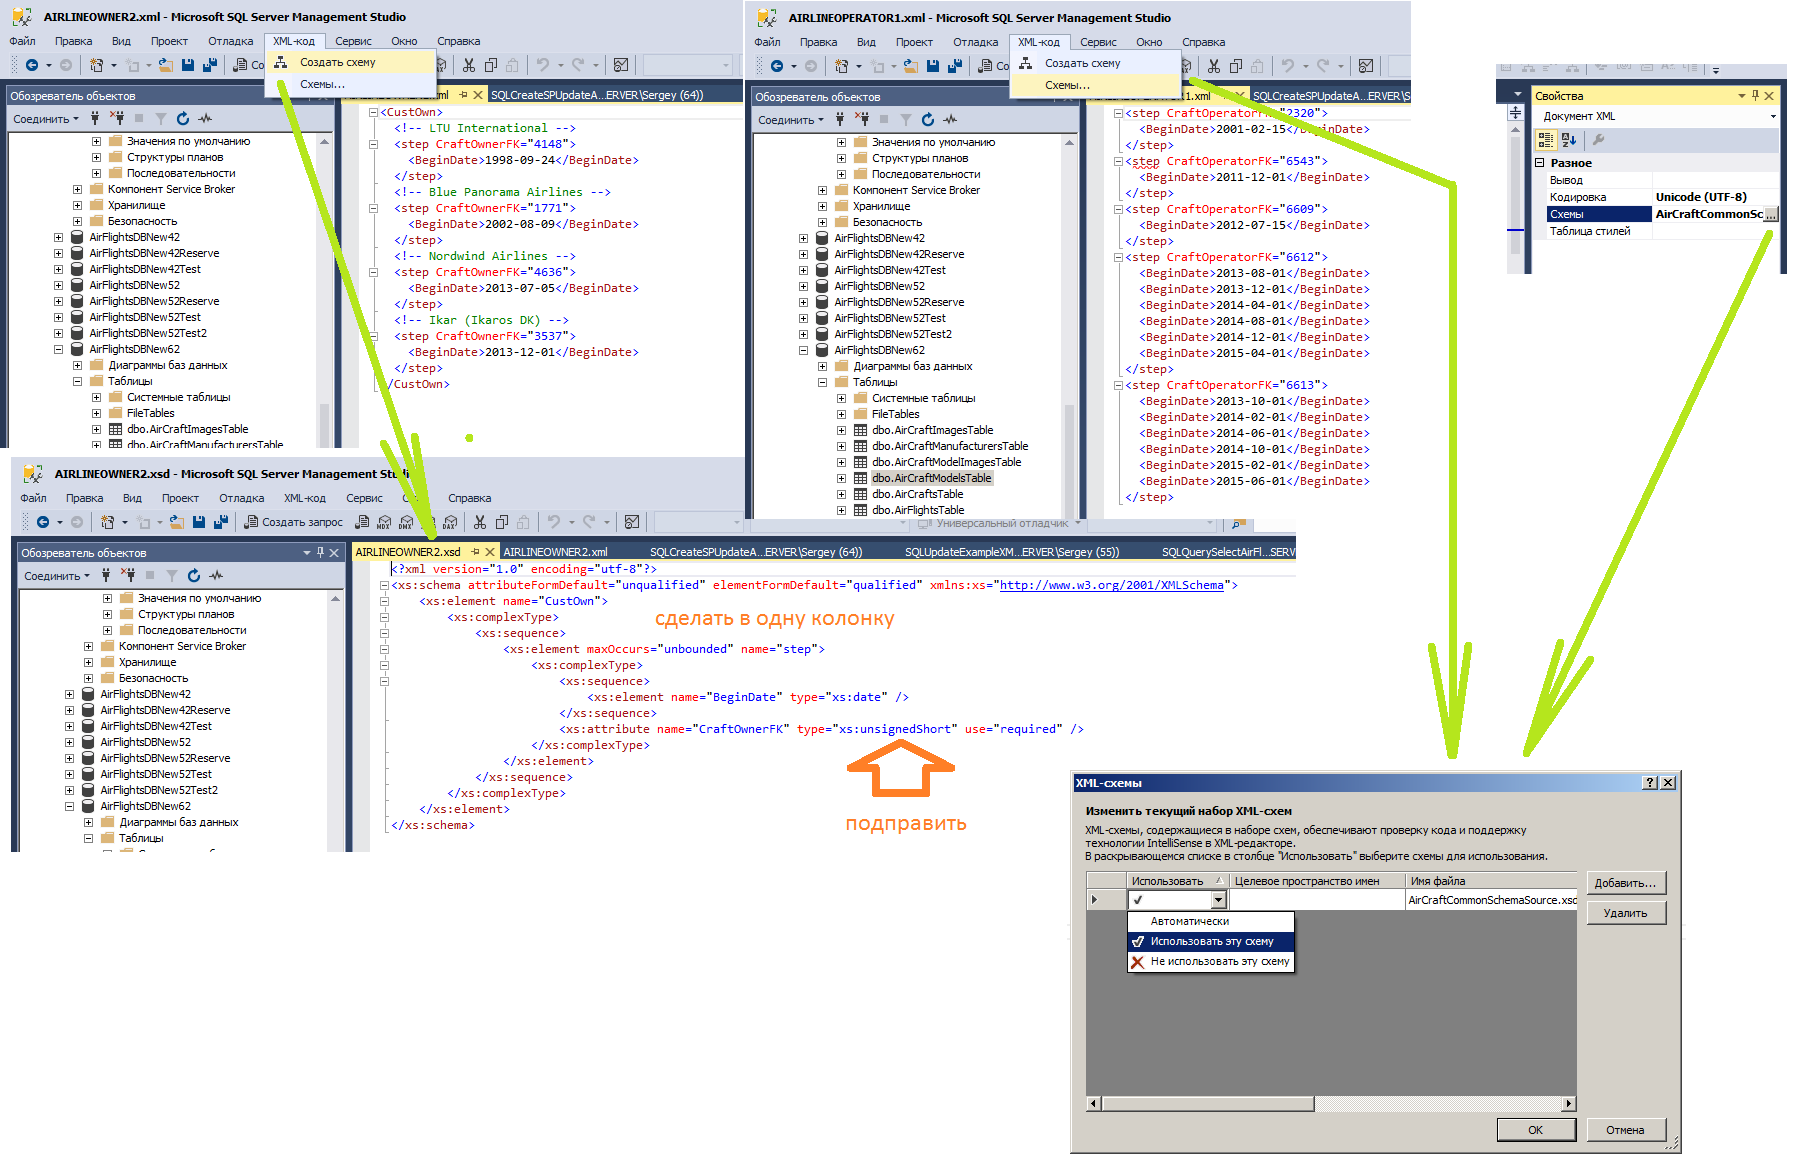 AIRLINEOWNER2.xml - Microsoft SQL Server Management Studio
Файл Правка Вид Проект Отладка XML-код Сервис Окно Справка
Создать схему
Схемы...
Обозреватель объектов
SQLCreateSPUpdateA...ERVER\Sergey (64))
Соединить
Значения по умолчанию
Структуры планов
Последовательности
Компонент Service Broker
Хранилище
Безопасность
AirFlightsDBNew42
AirFlightsDBNew42Reserve
AirFlightsDBNew42Test
AirFlightsDBNew52
AirFlightsDBNew52Reserve
AirFlightsDBNew52Test
AirFlightsDBNew52Test2
AirFlightsDBNew62
Диаграммы баз данных
Таблицы
Системные таблицы
FileTables
dbo.AirCraftImagesTable
dbo.AirCraftManufacturersTable
<CustOwn>
<!-- LTU International -->
<step CraftOwnerFK="4148">
<BeginDate>1998-09-24</BeginDate>
</step>
<!-- Blue Panorama Airlines -->
<step CraftOwnerFK="1771">
<BeginDate>2002-08-09</BeginDate>
</step>
<!-- Nordwind Airlines -->
<step CraftOwnerFK="4636">
<BeginDate>2013-07-05</BeginDate>
</step>
<!-- Ikar (Ikaros DK) -->
<step CraftOwnerFK="3537">
<BeginDate>2013-12-01</BeginDate>
</step>
/CustOwn>
AIRLINEOPERATOR1.xml - Microsoft SQL Server Management Studio
Файл Правка Вид Проект Отладка XML-код Сервис Окно Справка
Создать схему
Схемы...
Обозреватель объектов
SQLCreateSPUpdateA...ERVER\S
Соединить
Значения по умолчанию
Структуры планов
Последовательности
Компонент Service Broker
Хранилище
Безопасность
AirFlightsDBNew42
AirFlightsDBNew42Reserve
AirFlightsDBNew42Test
AirFlightsDBNew52
AirFlightsDBNew52Reserve
AirFlightsDBNew52Test
AirFlightsDBNew52Test2
AirFlightsDBNew62
Диаграммы баз данных
Таблицы
Системные таблицы
FileTables
dbo.AirCraftImagesTable
dbo.AirCraftManufacturersTable
dbo.AirCraftModelImagesTable
dbo.AirCraftModelsTable
dbo.AirCraftsTable
dbo.AirFlightsTable
Универсальный отладчик
<step CraftOperatorFK="2320">
<BeginDate>2001-02-15</BeginDate>
</step>
<step CraftOperatorFK="6543">
<BeginDate>2011-12-01</BeginDate>
</step>
<step CraftOperatorFK="6609">
<BeginDate>2012-07-15</BeginDate>
</step>
<step CraftOperatorFK="6612">
<BeginDate>2013-08-01</BeginDate>
<BeginDate>2013-12-01</BeginDate>
<BeginDate>2014-04-01</BeginDate>
<BeginDate>2014-08-01</BeginDate>
<BeginDate>2014-12-01</BeginDate>
<BeginDate>2015-04-01</BeginDate>
</step>
<step CraftOperatorFK="6613">
<BeginDate>2013-10-01</BeginDate>
<BeginDate>2014-02-01</BeginDate>
<BeginDate>2014-06-01</BeginDate>
<BeginDate>2014-10-01</BeginDate>
<BeginDate>2015-02-01</BeginDate>
<BeginDate>2015-06-01</BeginDate>
</step>
Свойства
Документ XML
Разное
Вывод
Кодировка Unicode (UTF-8)
Схемы AirCraftCommonSc ...
Таблица стилей
AIRLINEOWNER2.xsd - Microsoft SQL Server Management Studio
Файл Правка Вид Проект Отладка XML-код Сервис Справка
Создать запрос
Обозреватель объектов
AIRLINEOWNER2.xsd AIRLINEOWNER2.xml SQLCreateSPUpdateA...ERVER\Sergey (64)) SQLUpdateExampleXM...ERVER\Sergey (55)) SQLQuerySelectAirFl...SERV
Соединить
Значения по умолчанию
Структуры планов
Последовательности
Компонент Service Broker
Хранилище
Безопасность
AirFlightsDBNew42
AirFlightsDBNew42Reserve
AirFlightsDBNew42Test
AirFlightsDBNew52
AirFlightsDBNew52Reserve
AirFlightsDBNew52Test
AirFlightsDBNew52Test2
AirFlightsDBNew62
Диаграммы баз данных
Таблицы
<?xml version="1.0" encoding="utf-8"?>
<xs:schema attributeFormDefault="unqualified" elementFormDefault="qualified" xmlns:xs="http://www.w3.org/2001/XMLSchema">
<xs:element name="CustOwn">
<xs:complexType>
сделать в одну колонку
<xs:sequence>
<xs:element maxOccurs="unbounded" name="step">
<xs:complexType>
<xs:sequence>
<xs:element name="BeginDate" type="xs:date" />
</xs:sequence>
<xs:attribute name="CraftOwnerFK" type="xs:unsignedShort" use="required" />
</xs:complexType>
</xs:element>
</xs:sequence>
</xs:complexType>
</xs:element>
</xs:schema>
подправить
XML-схемы
Изменить текущий набор XML-схем
XML-схемы, содержащиеся в наборе схем, обеспечивают проверку кода и поддержку
технологии IntelliSense в XML-редакторе.
В раскрывающемся списке в столбце "Использовать" выберите схемы для использования.
Использовать Целевое пространство имен Имя файла
AirCraftCommonSchemaSource.xsd
Автоматически
Использовать эту схему
Не использовать эту схему
Добавить...
Удалить
OK
Отмена